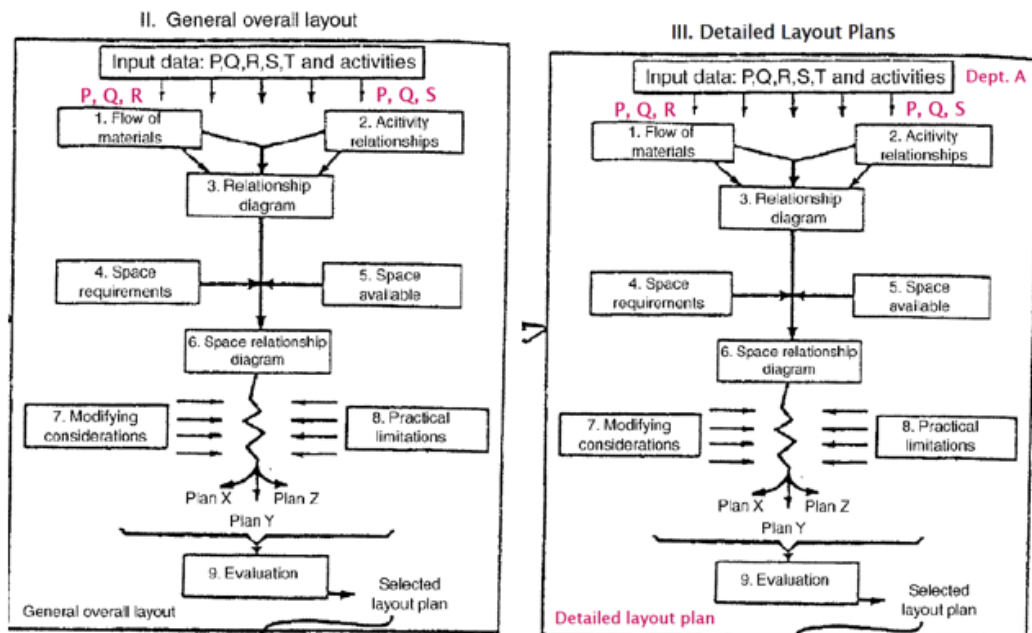 II. General overall layout
Input data: P,Q,R,S,T and activities
P, Q, R
P, Q, S
1. Flow of
materials
2. Acitivity
relationships
3. Relationship
diagram
4. Space
requirements
5. Space
available
6. Space relationship
diagram
7. Modifying
considerations
8. Practical
limitations
Plan X
Plan Z
Plan Y
9. Evaluation
Selected
layout plan
General overall layout
III. Detailed Layout Plans
Input data: P,Q,R,S,T and activities
Dept. A
P, Q, R
P, Q, S
1. Flow of
materials
2. Acitivity
relationships
3. Relationship
diagram
4. Space
requirements
5. Space
available
6. Space relationship
diagram
7. Modifying
considerations
8. Practical
limitations
Plan X
Plan Z
Plan Y
9. Evaluation
Selected
layout plan
Detailed layout plan